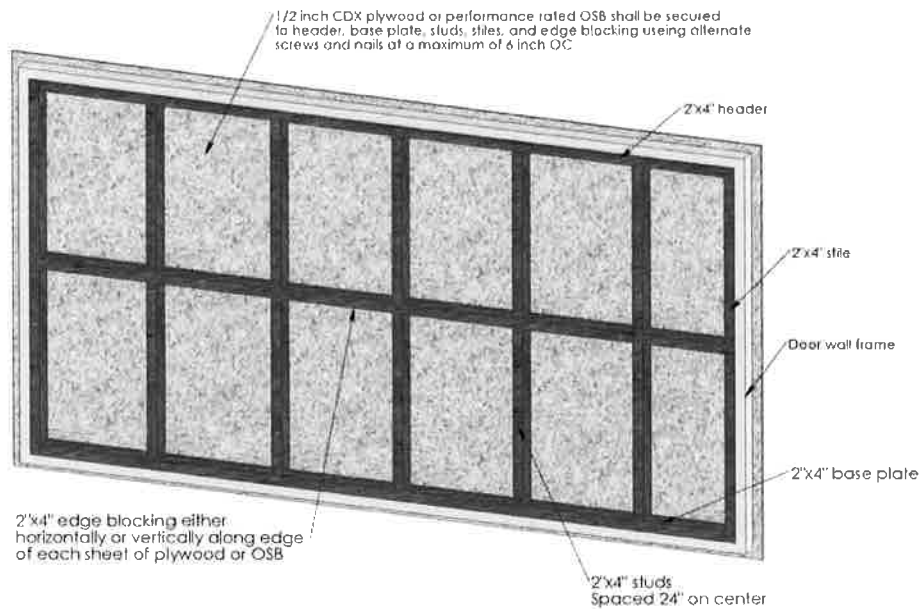 1/2 inch CDX plywood or performance rated OSB shall be secured
to header, base plate, studs, stiles, and edge blocking useing alternate
screws and nails at a maximum of 6 inch OC
2"x4" header
2"x4" stile
Door wall frame
2"x4" base plate
2"x4" edge blocking either
horizontally or vertically along edge
of each sheet of plywood or OSB
2"x4" studs
Spaced 24" on center